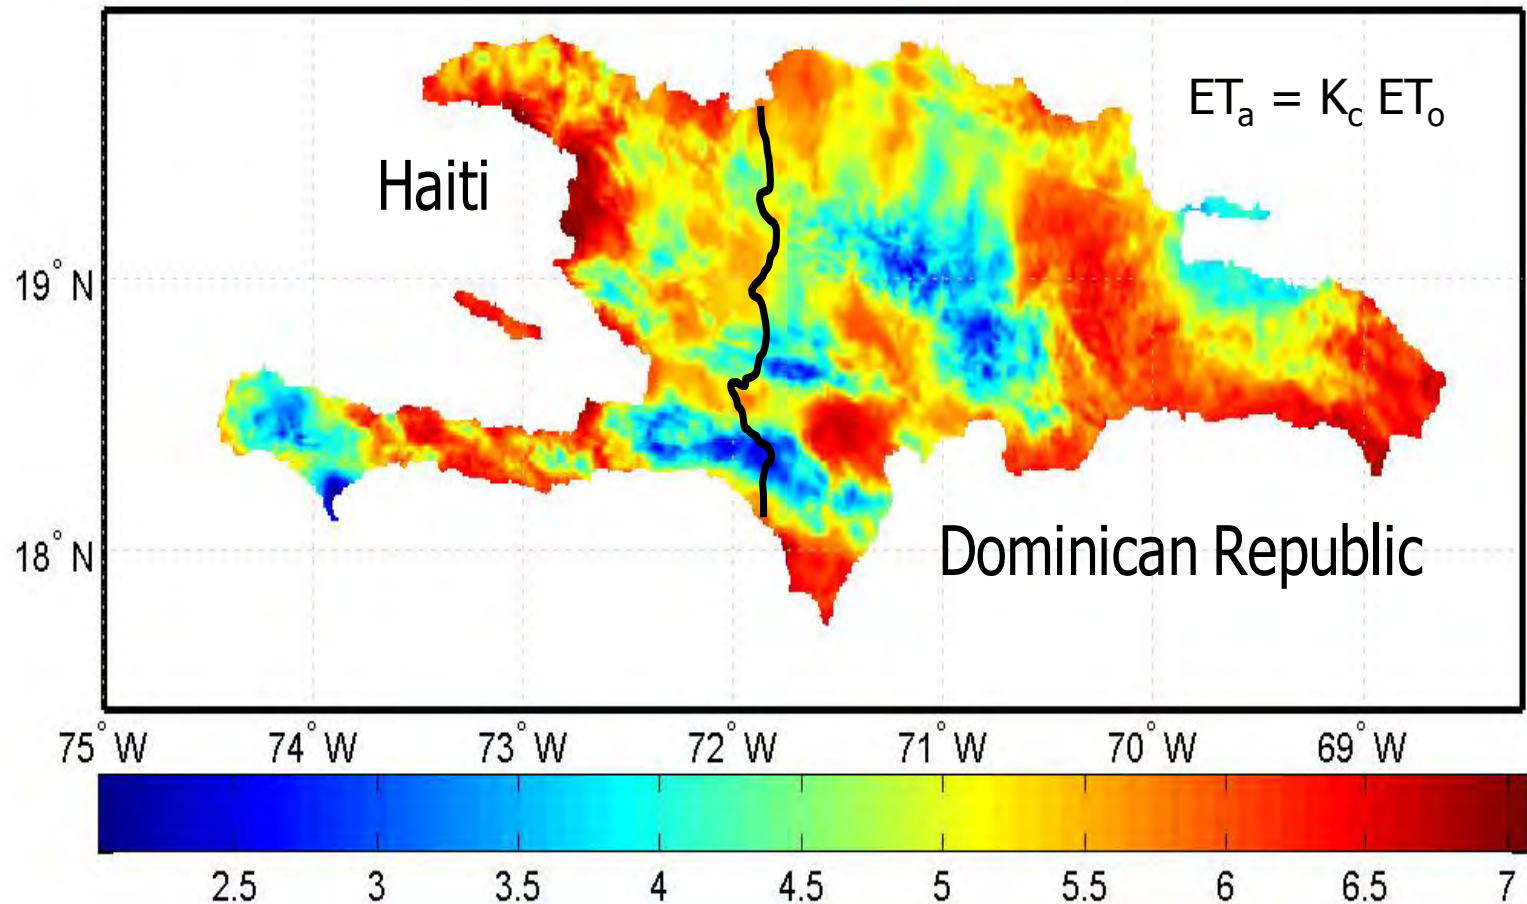 ETa = Kc ETo
Haiti
19° N
18° N
Dominican Republic
75° W 74° W 73° W 72° W 71° W 70° W 69° W
2.5 3 3.5 4 4.5 5 5.5 6 6.5 7